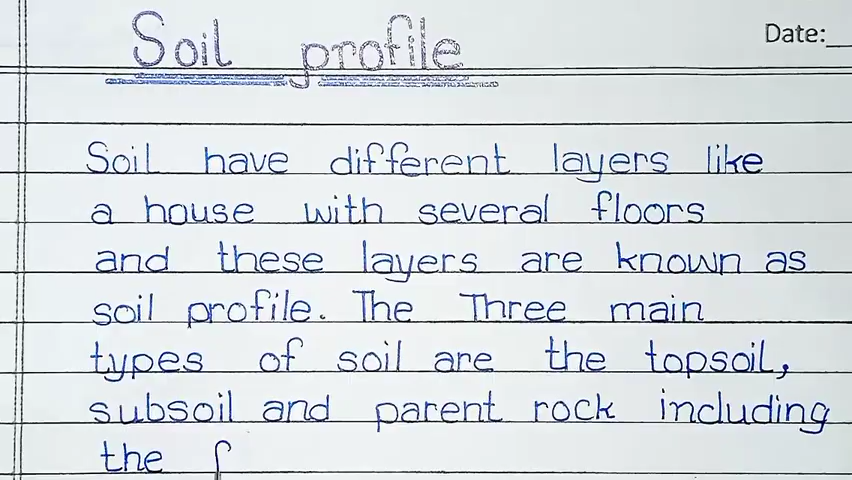 Soil profile
Date:
Soil have different layers like
a house with several floors
and these layers are known as
soil profile. The Three main
types of soil are the topsoil,
subsoil and parent rock including
the